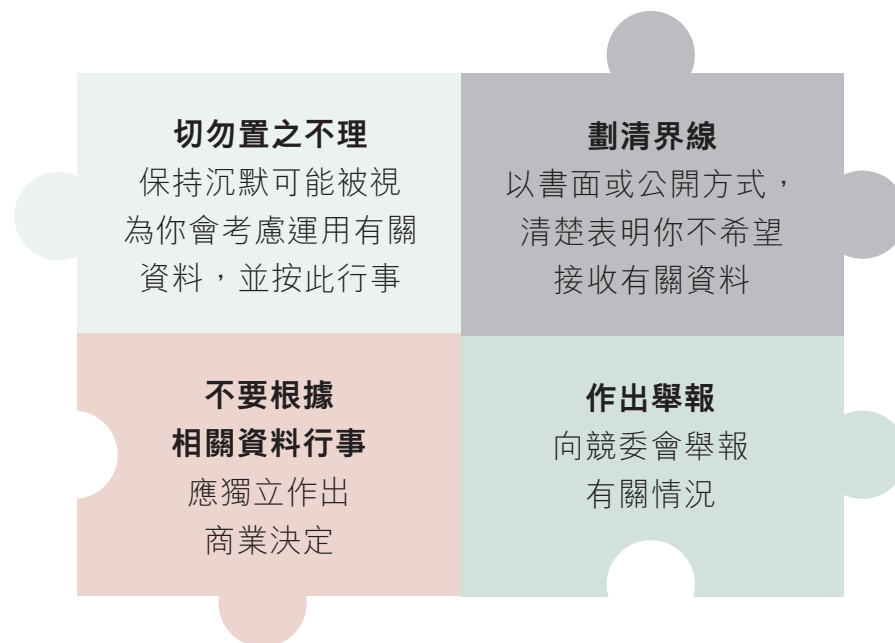 切勿置之不理
保持沉默可能被視
為你會考慮運用有關
資料，並按此行事
劃清界線
以書面或公開方式，
清楚表明你不希望
接收有關資料
不要根據
相關資料行事
應獨立作出
商業決定
作出舉報
向競委會舉報
有關情況